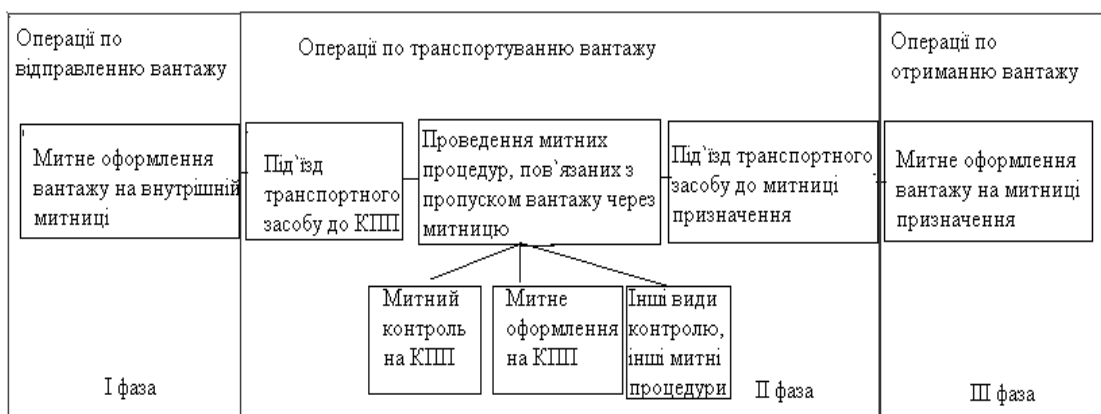 Операції по
відправленню вантажу
Операції по транспортуванню вантажу
Операції по
отриманню вантажу
Митне оформлення
вантажу на внутрішній
митниці
Під`їзд
транспортного
засобу до КПП
Проведення митних
процедур, пов`язаних з
пропуском вантажу через
митницю
Під`їзд транспортного
засобу до митниці
призначення
Митне оформлення
вантажу на митниці
призначення
Митний
контроль
на КПП
Митне
оформлення
на КПП
Інші види
контролю,
інші митні
процедури
І фаза
ІІ фаза
ІІІ фаза